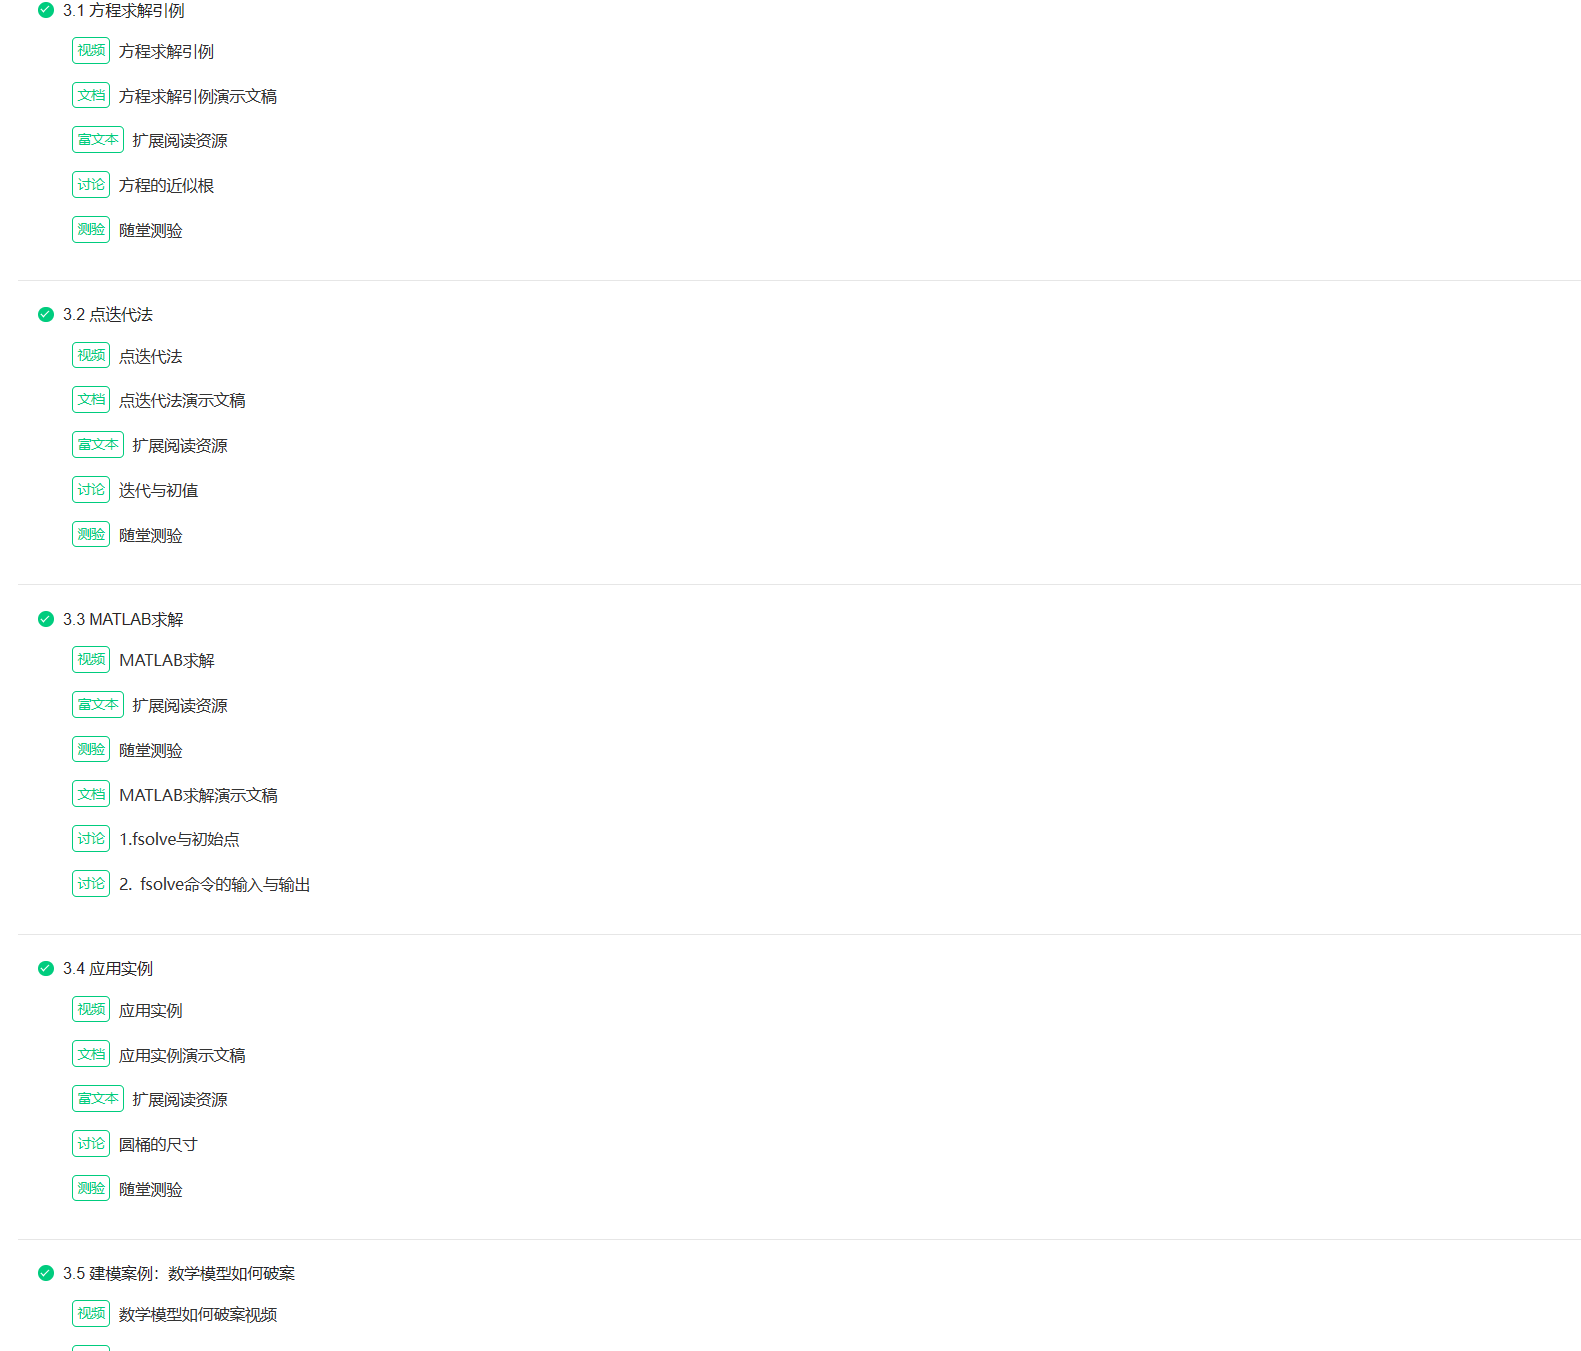 3.1 方程求解引例
视频 方程求解引例
文档 方程求解引例演示文稿
富文本 扩展阅读资源
讨论 方程的近似根
测验 随堂测验
3.2 点迭代法
视频 点迭代法
文档 点迭代法演示文稿
富文本 扩展阅读资源
讨论 迭代与初值
测验 随堂测验
3.3 MATLAB求解
视频 MATLAB求解
富文本 扩展阅读资源
测验 随堂测验
文档 MATLAB求解演示文稿
讨论 1.fsolve与初始点
讨论 2. fsolve命令的输入与输出
3.4 应用实例
视频 应用实例
文档 应用实例演示文稿
富文本 扩展阅读资源
讨论 圆桶的尺寸
测验 随堂测验
3.5 建模案例：数学模型如何破案
视频 数学模型如何破案视频